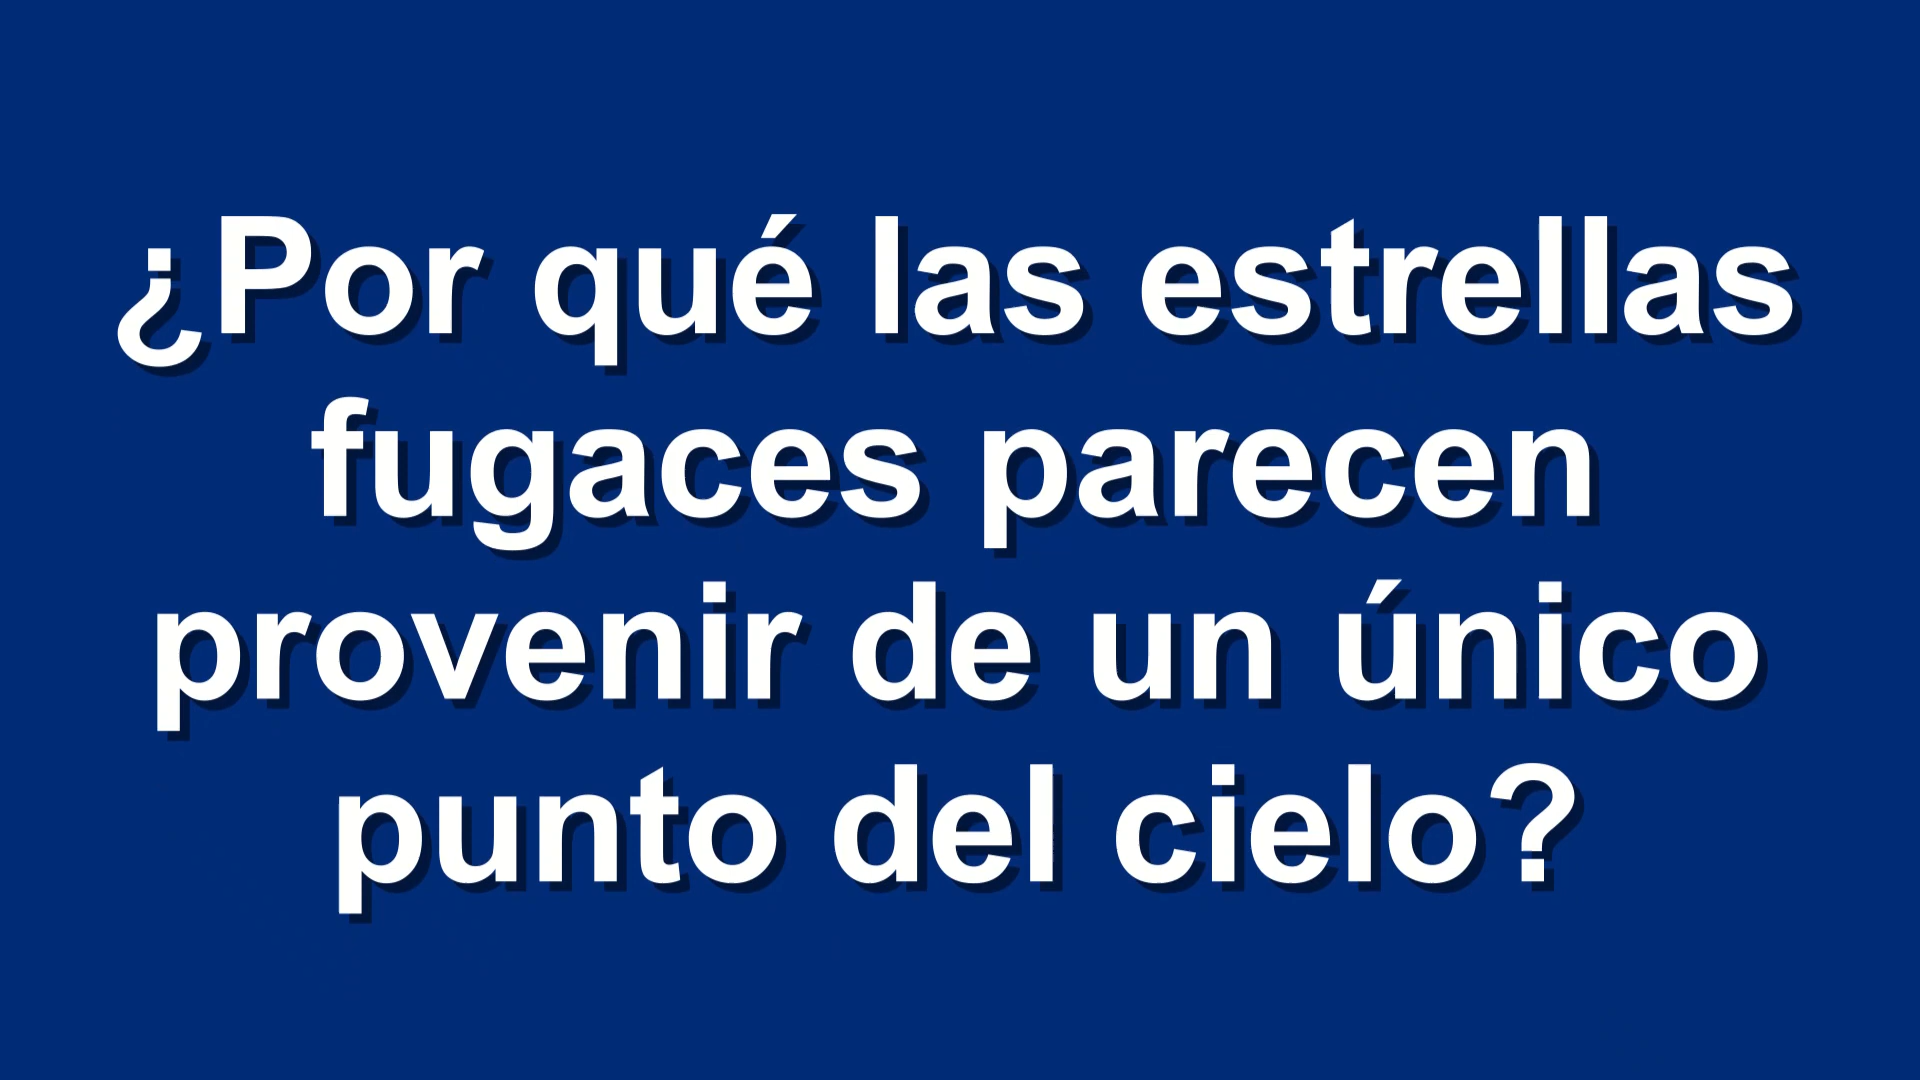 ¿Por qué las estrellas
fugaces parecen
provenir de un único
punto del cielo?